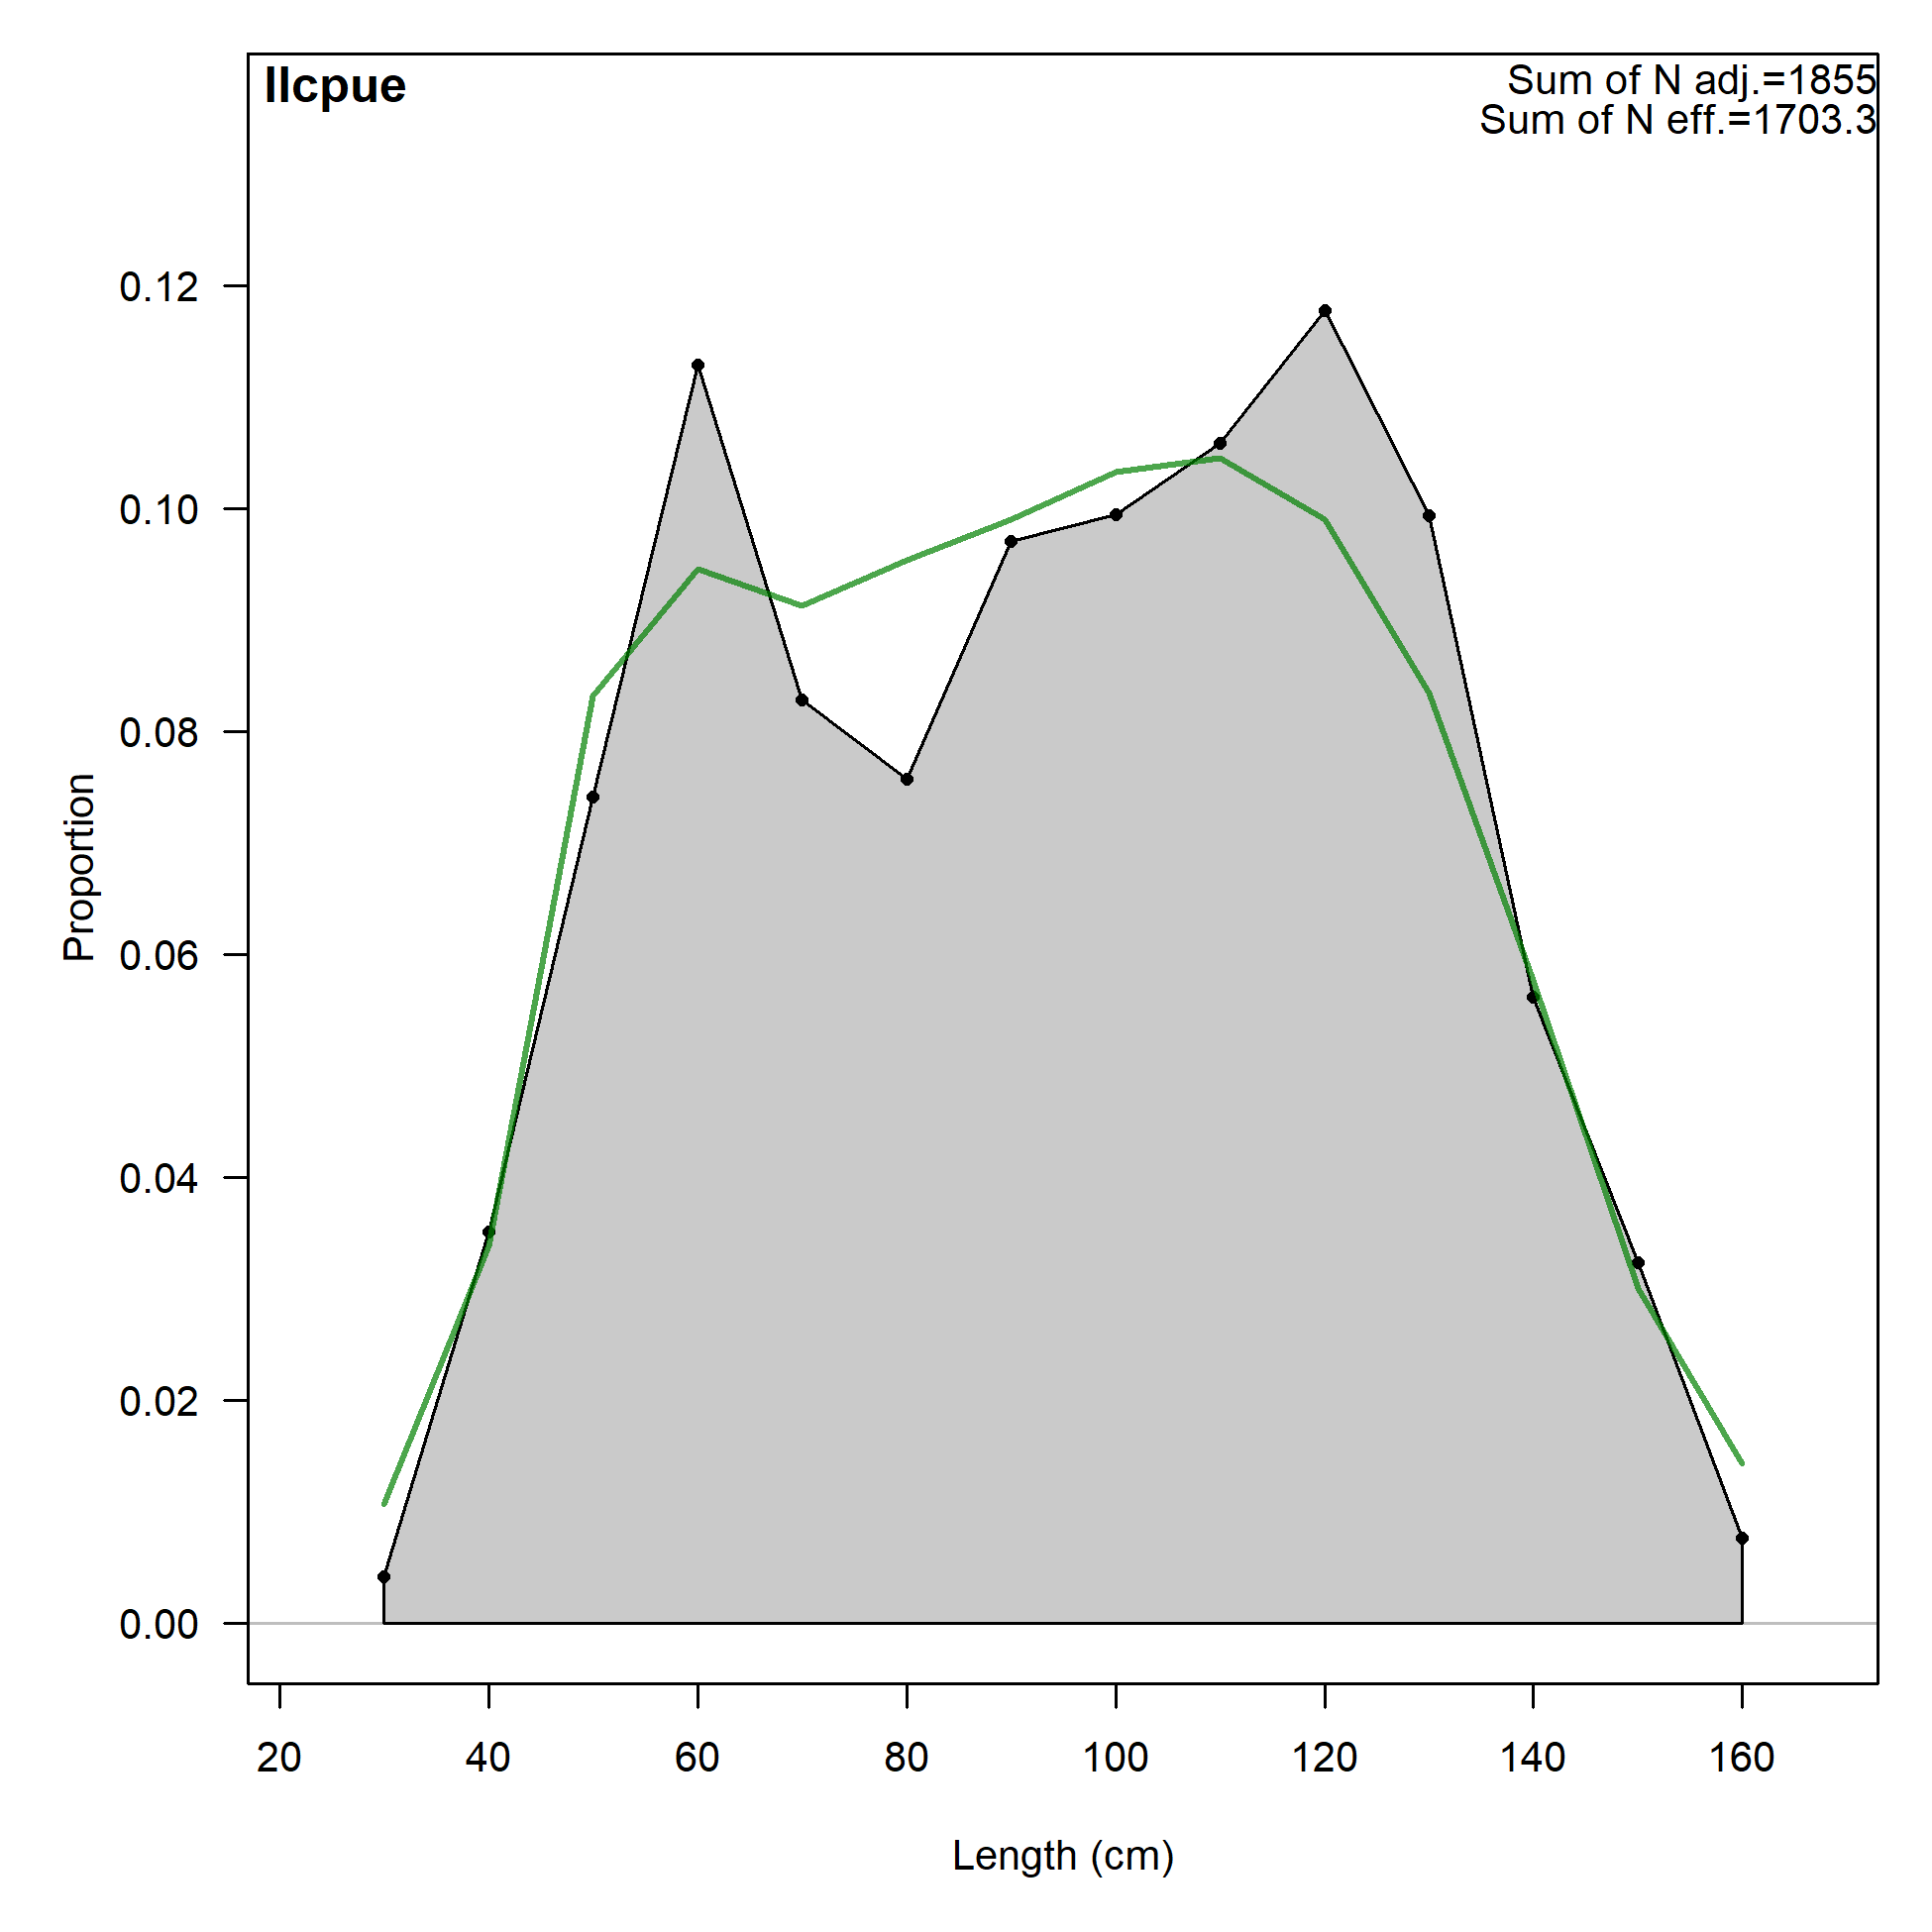 llcpue
Sum of N adj.=1855
Sum of N eff.=1703.3
0.12
0.10
0.08
0.06
0.04
0.02
0.00
Proportion
20 40 60 80 100 120 140 160
Length (cm)